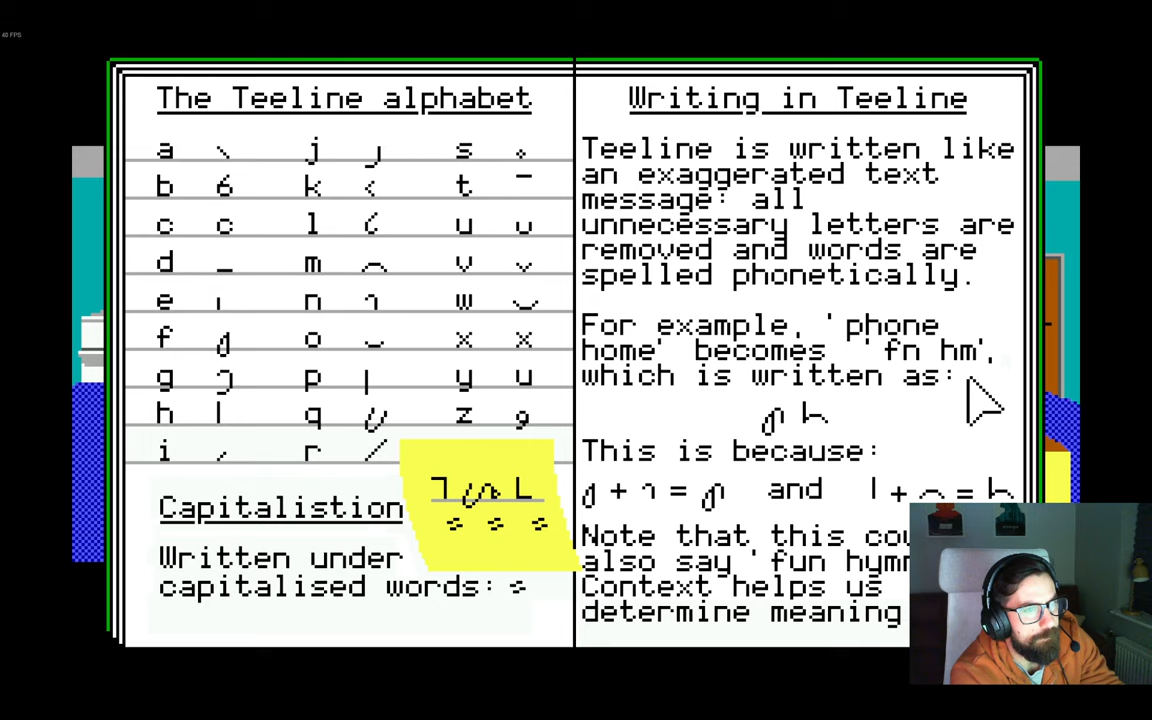 60 FPS
The Teeline alphabet
a j s
b k t
c l u
d m v
e n w
f o x
g p y
h q z
i r
Capitalistion
Written under
capitalised words:
Writing in Teeline
Teeline is written like
an exaggerated text
message: all
unnecessary letters are
removed and words are
spelled phonetically.
For example, 'phone
home' becomes 'fn hm',
which is written as:
This is because:
+ = and + =
Note that this
also say 'fun hymn
Context helps us
determine meaning